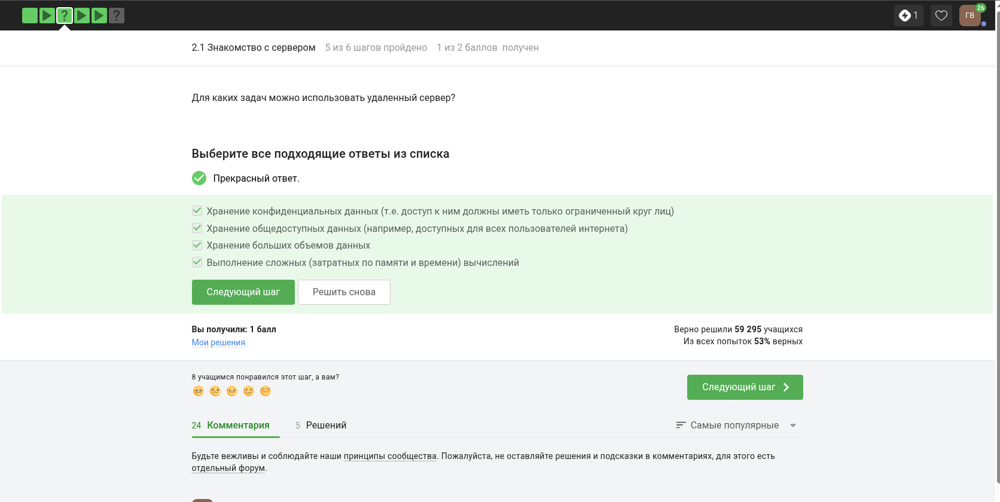 ?
?
1
ГВ
26
2.1 Знакомство с сервером 5 из 6 шагов пройдено 1 из 2 баллов получен
Для каких задач можно использовать удаленный сервер?
Выберите все подходящие ответы из списка
Прекрасный ответ.
Хранение конфиденциальных данных (т.е. доступ к ним должны иметь только ограниченный круг лиц)
Хранение общедоступных данных (например, доступных для всех пользователей интернета)
Хранение больших объемов данных
Выполнение сложных (затратных по памяти и времени) вычислений
Следующий шаг Решить снова
Вы получили: 1 балл
Мои решения
Верно решили 59 295 учащихся
Из всех попыток 53% верных
8 учащимся понравился этот шаг, а вам?
Следующий шаг
24 Комментария 5 Решений Самые популярные
Будьте вежливы и соблюдайте наши принципы сообщества. Пожалуйста, не оставляйте решения и подсказки в комментариях, для этого есть
отдельный форум.